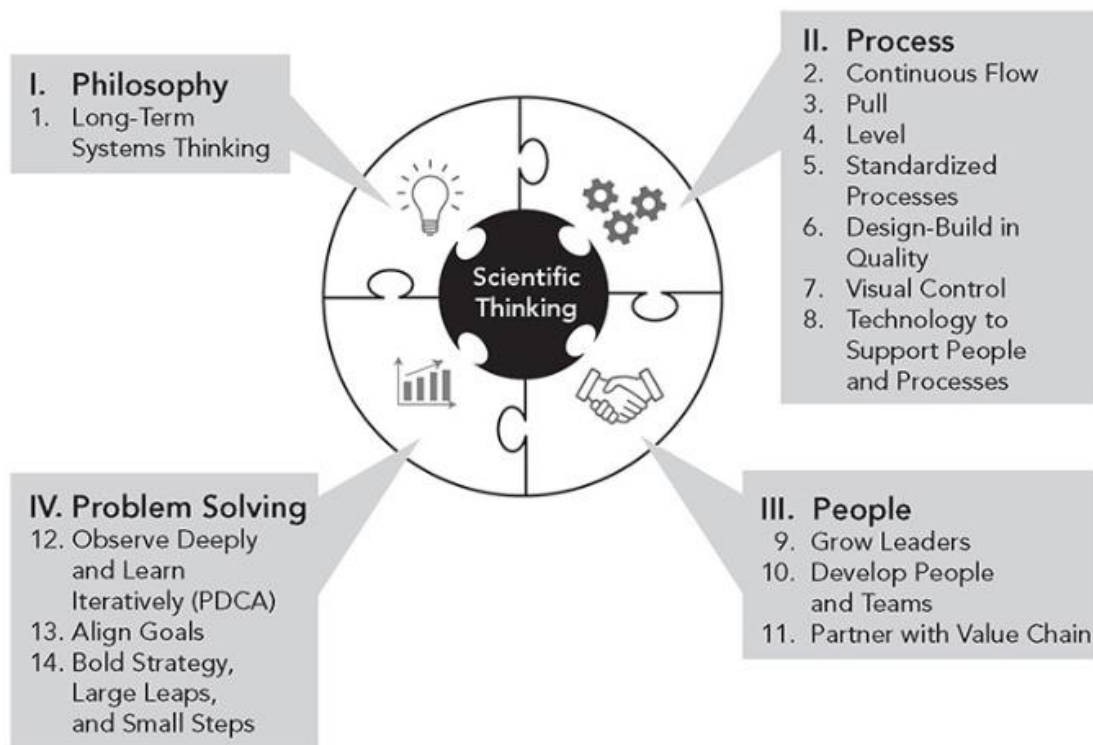 I. Philosophy
1. Long-Term
Systems Thinking
II. Process
2. Continuous Flow
3. Pull
4. Level
5. Standardized
Processes
6. Design-Build in
Quality
7. Visual Control
8. Technology to
Support People
and Processes
Scientific
Thinking
III. People
9. Grow Leaders
10. Develop People
and Teams
11. Partner with Value Chain
IV. Problem Solving
12. Observe Deeply
and Learn
Iteratively (PDCA)
13. Align Goals
14. Bold Strategy,
Large Leaps,
and Small Steps